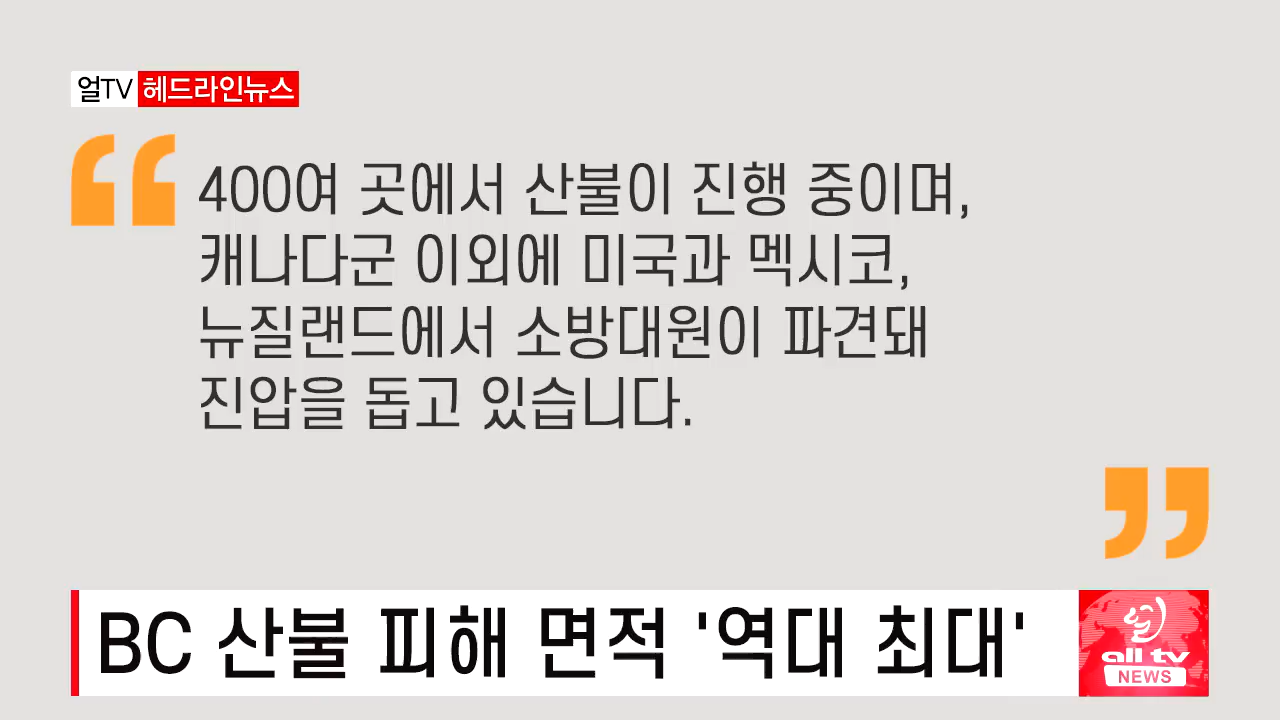 얼TV 헤드라인뉴스
“
400여 곳에서 산불이 진행 중이며,
캐나다군 이외에 미국과 멕시코,
뉴질랜드에서 소방대원이 파견돼
진압을 돕고 있습니다.
”
BC 산불 피해 면적 '역대 최대'
all tv
NEWS